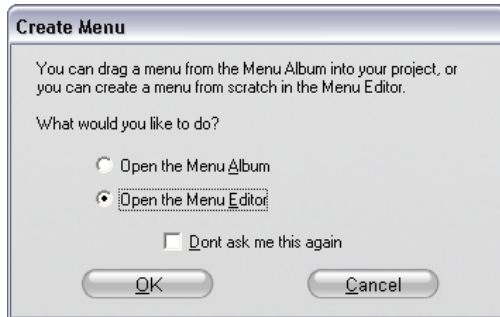 Create Menu
You can drag a menu from the Menu Album into your project, or
you can create a menu from scratch in the Menu Editor.
What would you like to do?
Open the Menu Album
Open the Menu Editor
Dont ask me this again
OK
Cancel